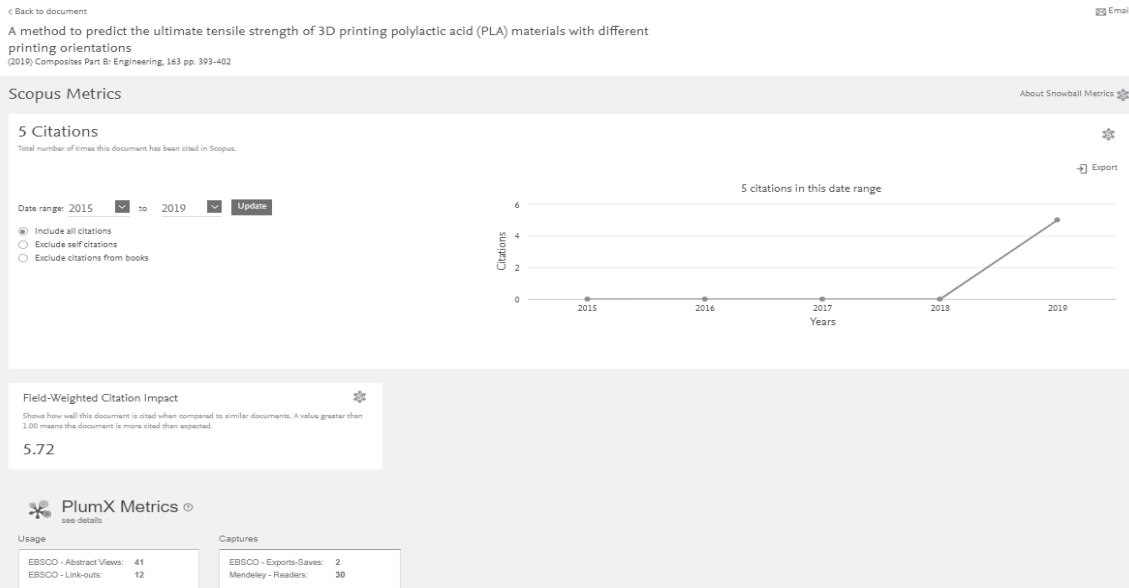 < Back to document
Email
A method to predict the ultimate tensile strength of 3D printing polylactic acid (PLA) materials with different
printing orientations
(2019) Composites Part B: Engineering, 163 pp. 393-402
Scopus Metrics
About Snowball Metrics
5 Citations
Total number of times this document has been cited in Scopus.
Export
Date range: 2015 to 2019 Update
Include all citations
Exclude self citations
Exclude citations from books
5 citations in this date range
Citations
6
4
2
0
2015 2016 2017 2018 2019
Years
Field-Weighted Citation Impact
Shows how well this document is cited when compared to similar documents. A value greater than
1.00 means the document is more cited than expected.
5.72
PlumX Metrics
see details
Usage
EBSCO - Abstract Views: 41
EBSCO - Link-outs: 12
Captures
EBSCO - Exports-Saves: 2
Mendeley - Readers: 30